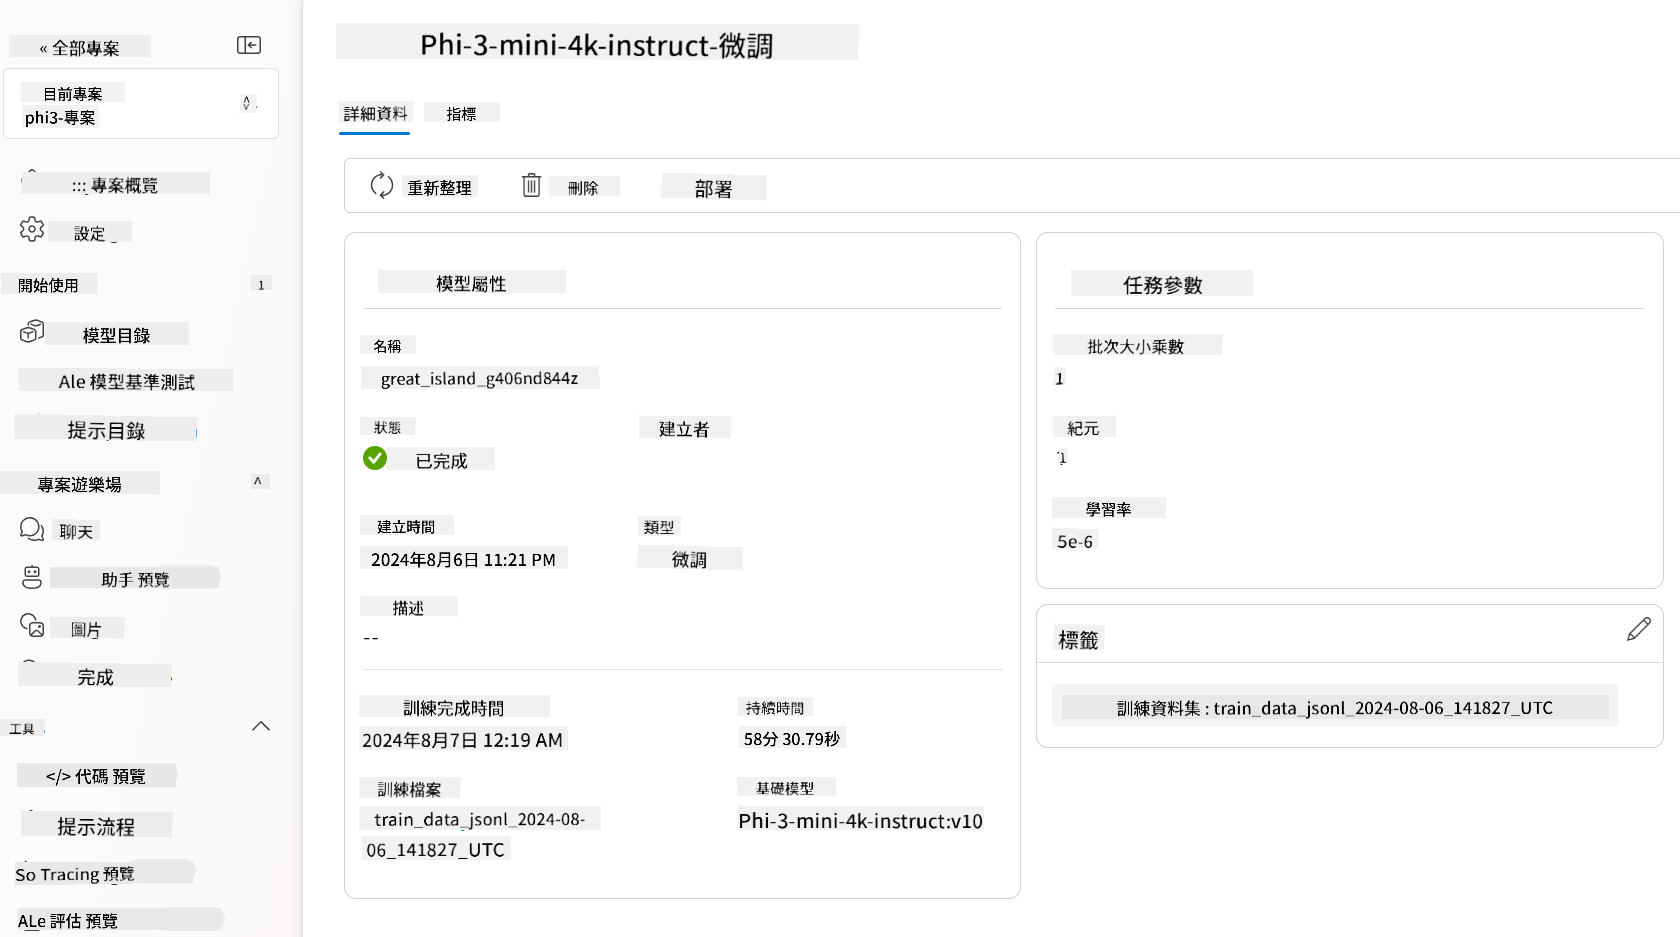 « 全部專案
目前專案
phi3-專案
::: 專案概覽
設定
開始使用
1
模型目錄
Ale 模型基準測試
提示目錄
專案遊樂場
聊天
助手 預覽
圖片
完成
工具
</> 代碼 預覽
提示流程
So Tracing 預覽
ALe 評估 預覽
Phi-3-mini-4k-instruct-微調
詳細資料
指標
重新整理
刪除
部署
模型屬性
名稱
great_island_g406nd844z
狀態
建立者
已完成
建立時間
類型
2024年8月6日 11:21 PM
微調
描述
--
訓練完成時間
持續時間
2024年8月7日 12:19 AM
58分 30.79秒
訓練檔案
基礎模型
train_data_jsonl_2024-08-
06_141827_UTC
Phi-3-mini-4k-instruct:v10
任務參數
批次大小乘數
1
紀元
1
學習率
5e-6
標籤
訓練資料集 : train_data_jsonl_2024-08-06_141827_UTC